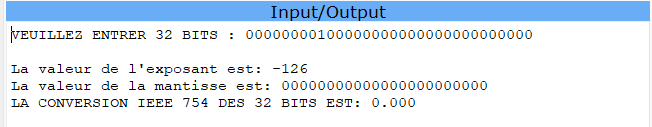 Input/Output
VEUILLEZ ENTRER 32 BITS : 00000000100000000000000000000000
La valeur de l'exposant est: -126
La valeur de la mantisse est: 00000000000000000000000
LA CONVERSION IEEE 754 DES 32 BITS EST: 0.000